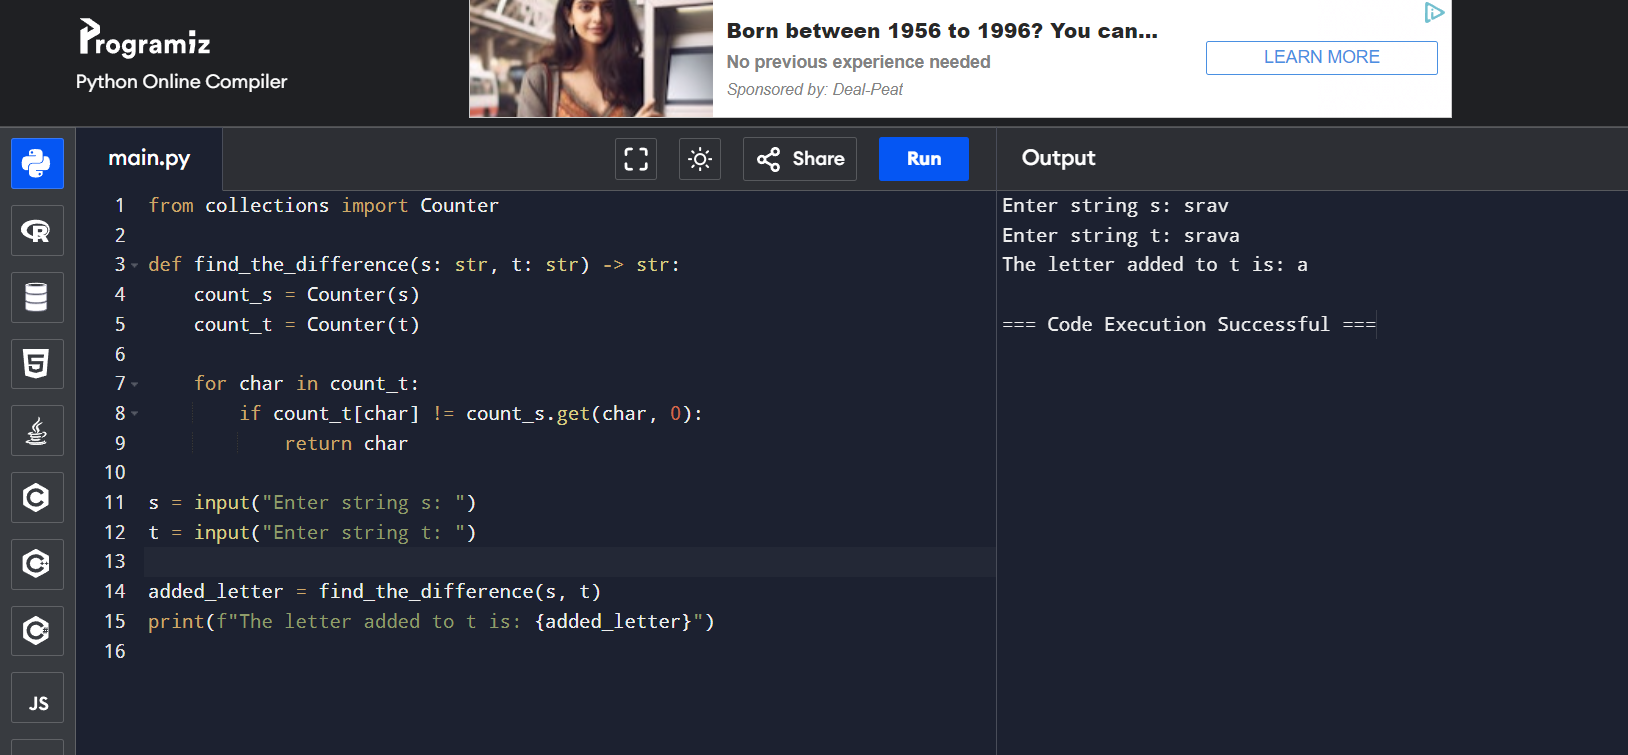 Programiz
Python Online Compiler
Born between 1956 to 1996? You can...
No previous experience needed
Sponsored by: Deal-Peat
LEARN MORE
main.py
Share
Run
Output
1 from collections import Counter
2
3 def find_the_difference(s: str, t: str) -> str:
4     count_s = Counter(s)
5     count_t = Counter(t)
6
7     for char in count_t:
8         if count_t[char] != count_s.get(char, 0):
9             return char
10
11 s = input("Enter string s: ")
12 t = input("Enter string t: ")
13
14 added_letter = find_the_difference(s, t)
15 print(f"The letter added to t is: {added_letter}")
16
Enter string s: srav
Enter string t: srava
The letter added to t is: a
=== Code Execution Successful ===
R
5
C
C++
C#
JS